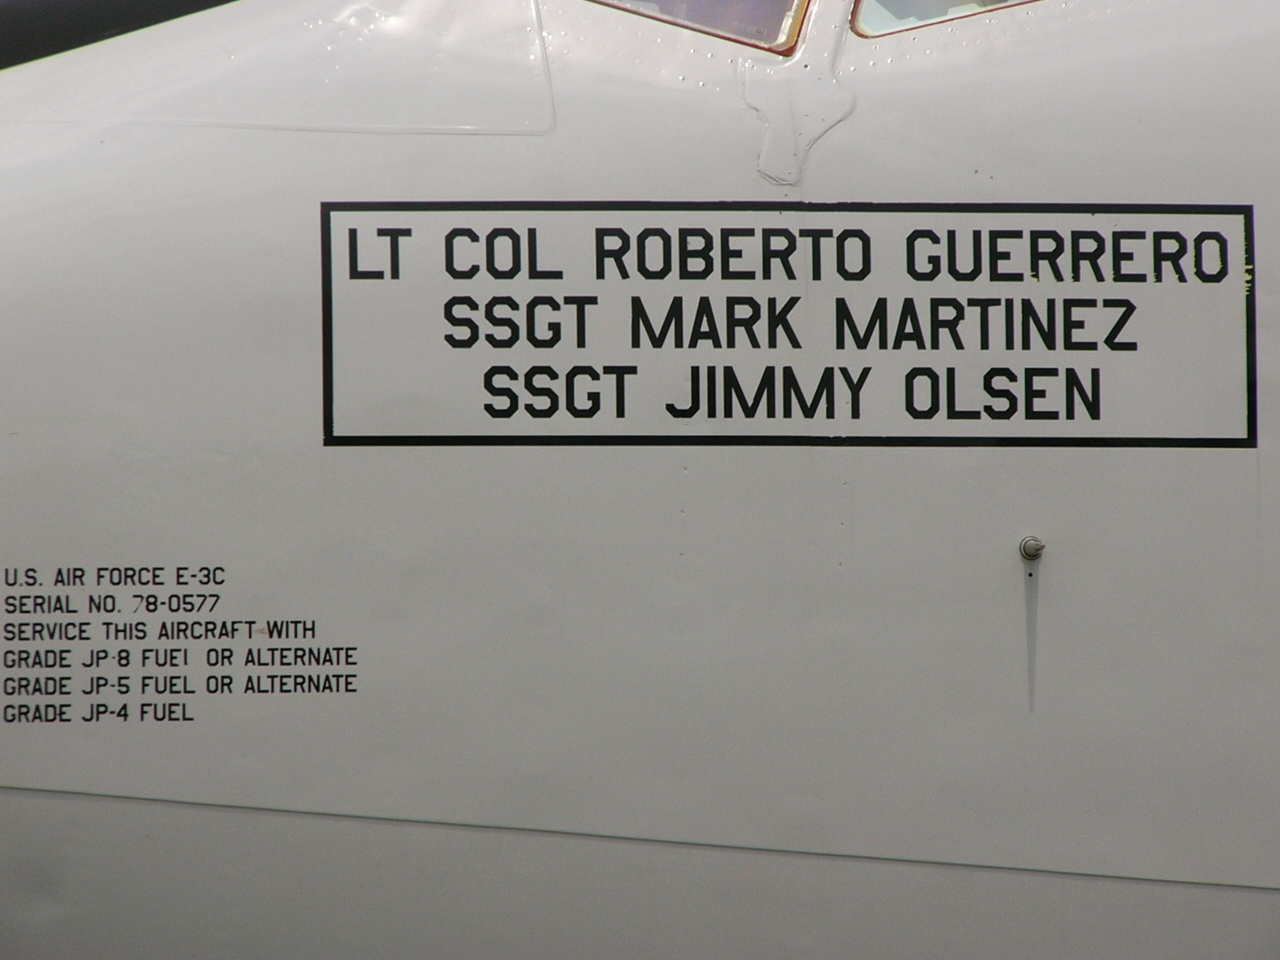 LT COL ROBERTO GUERRERO
SSGT MARK MARTINEZ
SSGT JIMMY OLSEN
U.S. AIR FORCE E-3C
SERIAL NO. 78-0577
SERVICE THIS AIRCRAFT WITH
GRADE JP-8 FUEL OR ALTERNATE
GRADE JP-5 FUEL OR ALTERNATE
GRADE JP-4 FUEL